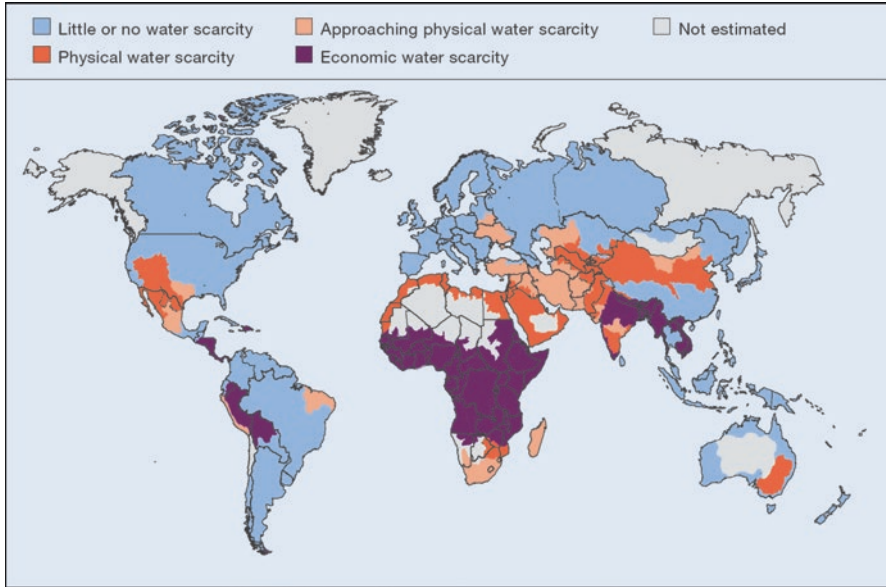 Little or no water scarcity Approaching physical water scarcity Not estimated
Physical water scarcity Economic water scarcity